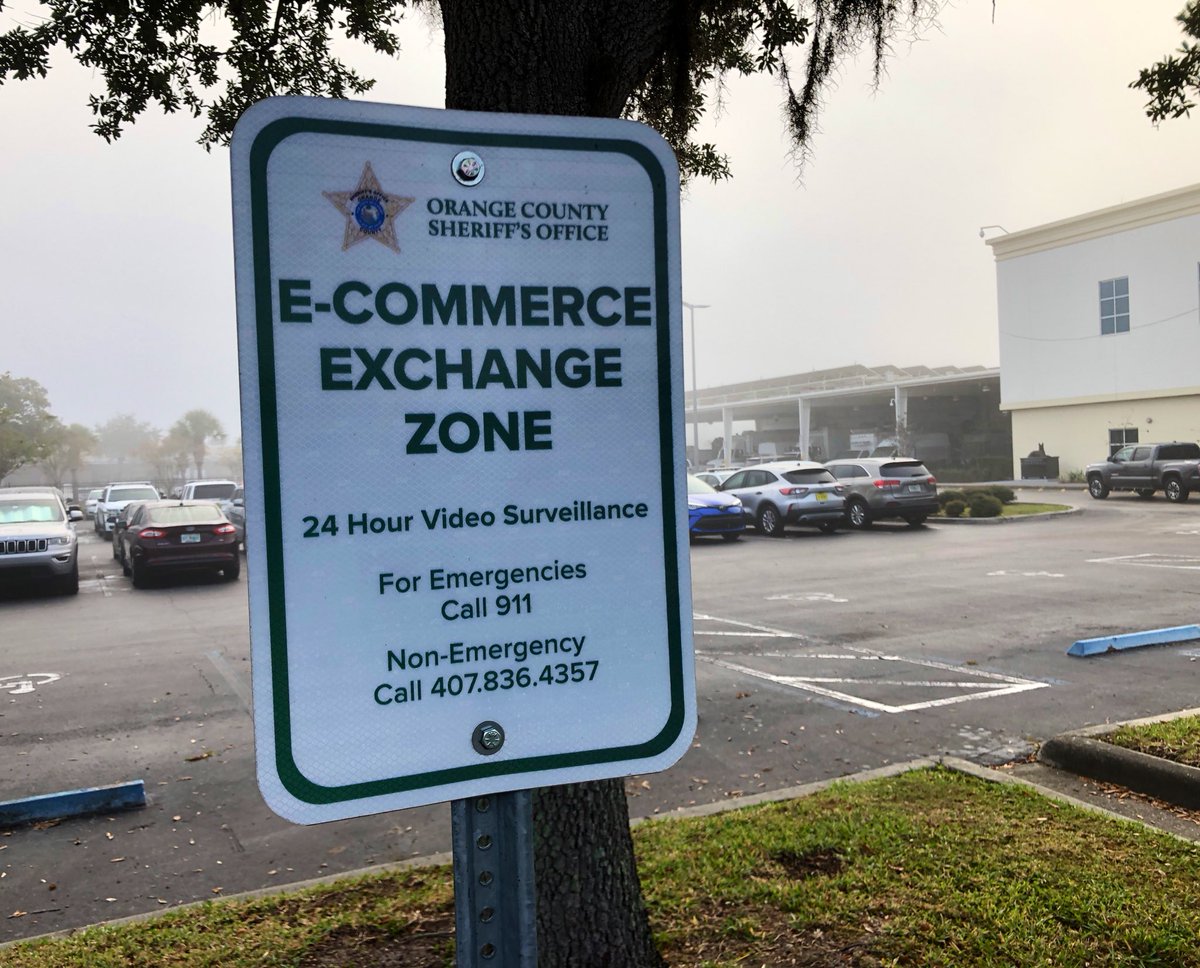 ORANGE COUNTY
SHERIFF'S OFFICE
E-COMMERCE
EXCHANGE
ZONE
24 Hour Video Surveillance
For Emergencies
Call 911
Non-Emergency
Call 407.836.4357